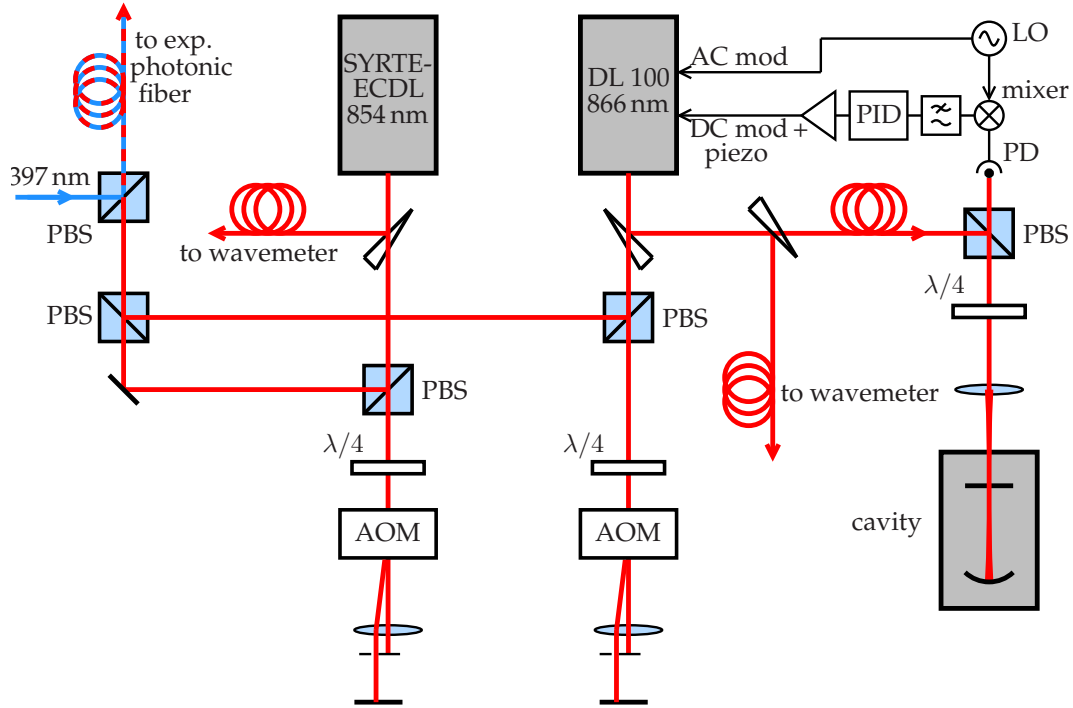 to exp.
photonic
fiber
SYRTE-
ECDL
854 nm
DL 100
866 nm
AC mod
LO
mixer
DC mod +
piezo
PID
PD
397 nm
PBS
to wavemeter
PBS
λ/4
PBS
PBS
PBS
to wavemeter
λ/4
λ/4
AOM
AOM
cavity